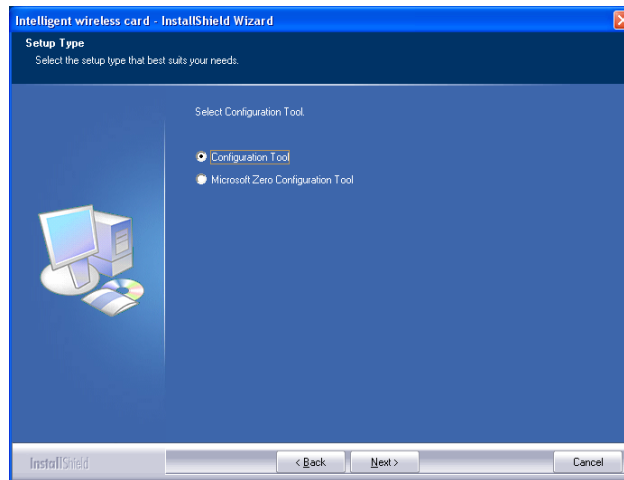 Intelligent wireless card - InstallShield Wizard
Setup Type
Select the setup type that best suits your needs.
Select Configuration Tool.
Configuration Tool
Microsoft Zero Configuration Tool
InstallShield
< Back
Next >
Cancel